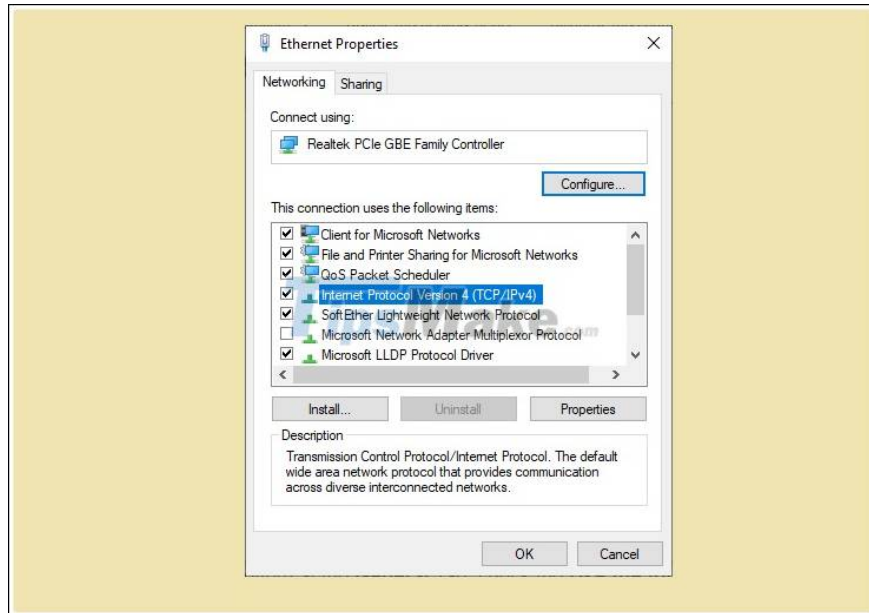 Ethernet Properties
Networking
Sharing
Connect using:
Realtek PCIe GBE Family Controller
Configure...
This connection uses the following items:
Client for Microsoft Networks
File and Printer Sharing for Microsoft Networks
QoS Packet Scheduler
Internet Protocol Version 4 (TCP/IPv4)
SoftEther Lightweight Network Protocol
Microsoft Network Adapter Multiplexor Protocol
Microsoft LLDP Protocol Driver
TipsMake.com
Install...
Uninstall
Properties
Description
Transmission Control Protocol/Internet Protocol. The default
wide area network protocol that provides communication
across diverse interconnected networks.
OK
Cancel